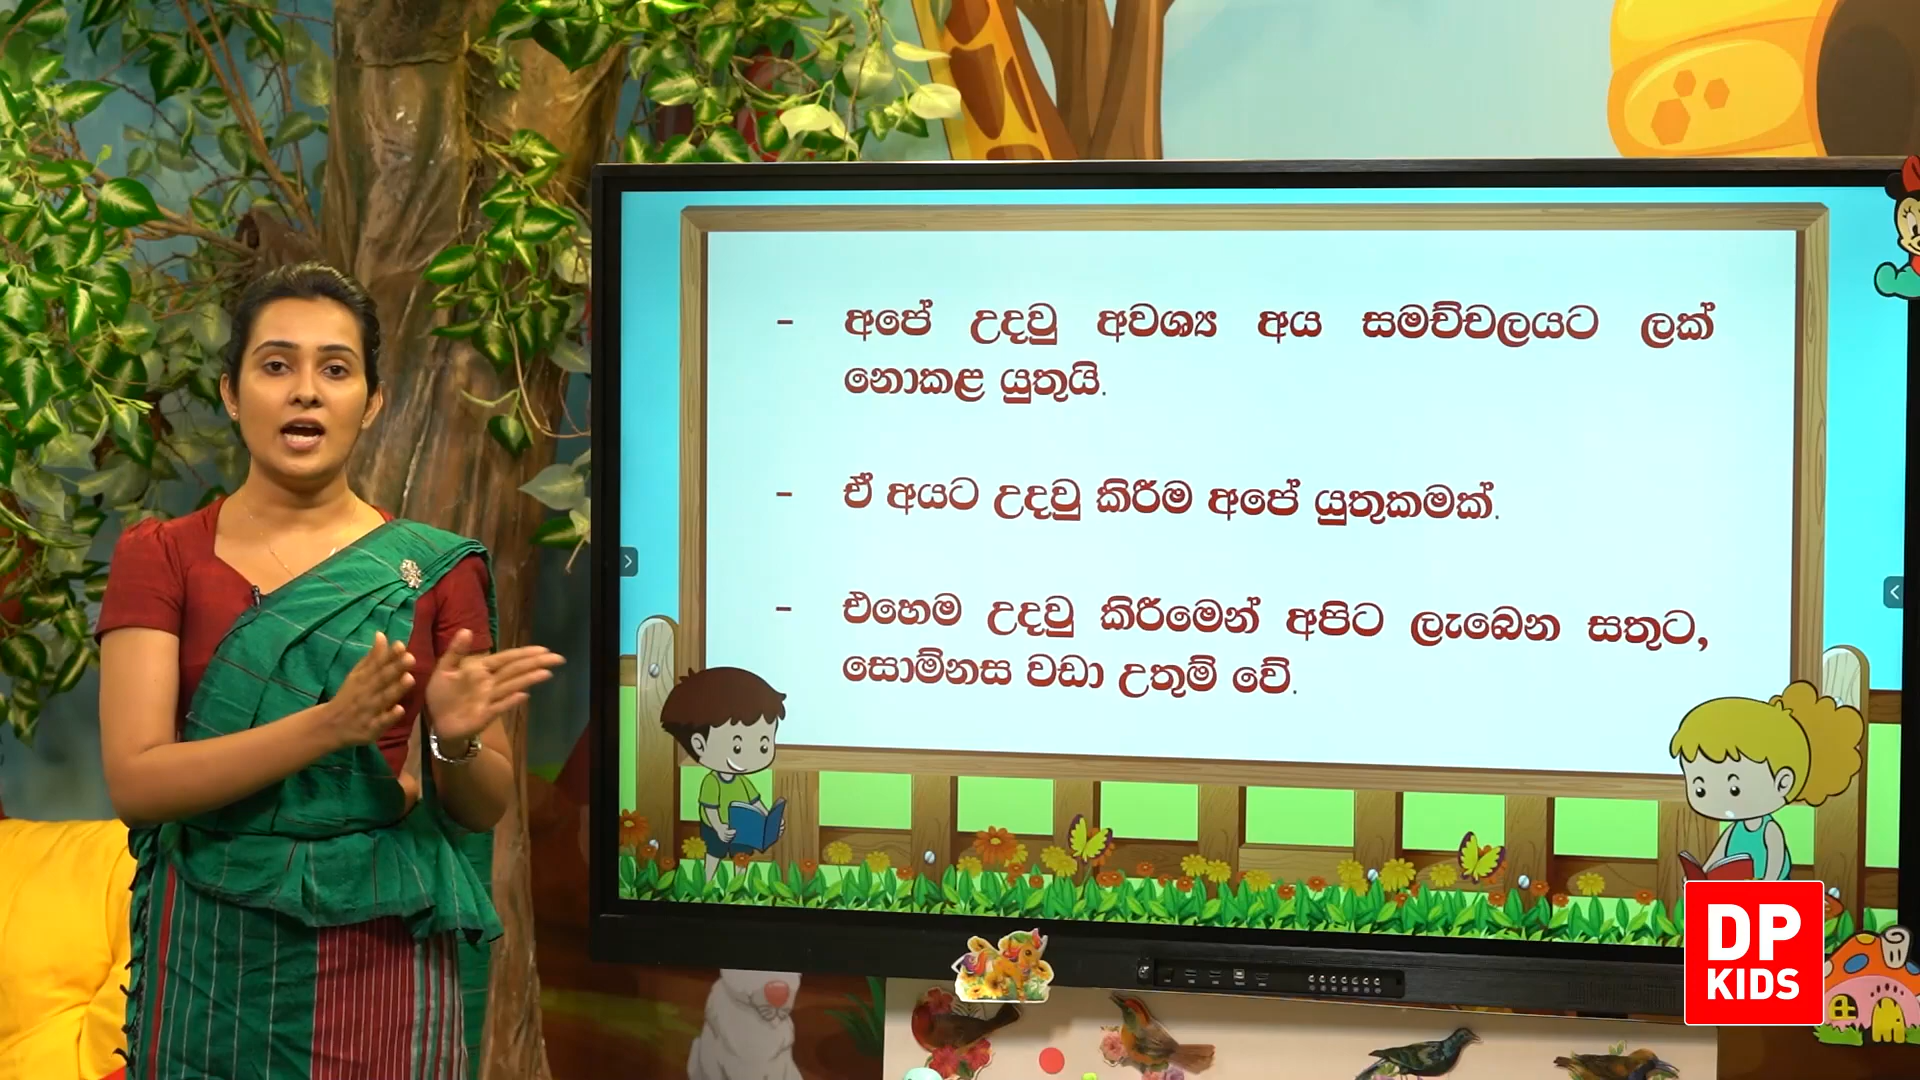 - අපේ උදවු අවශ්‍ය අය සමච්චලයට ලක්
නොකළ යුතුයි.
- ඒ අයට උදවු කිරීම අපේ යුතුකමක්.
- එහෙම උදවු කිරීමෙන් අපිට ලැබෙන සතුට,
සොම්නස වඩා උතුම් වේ.
DP
KIDS